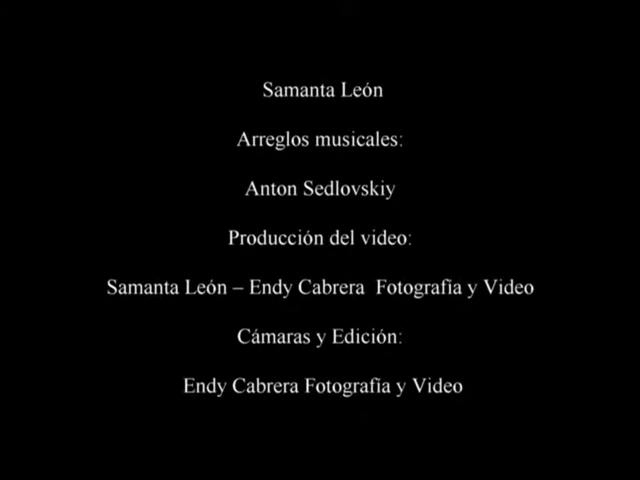 Samanta León
Arreglos musicales:
Anton Sedlovskiy
Producción del video:
Samanta León – Endy Cabrera  Fotografía y Video
Cámaras y Edición:
Endy Cabrera Fotografía y Video